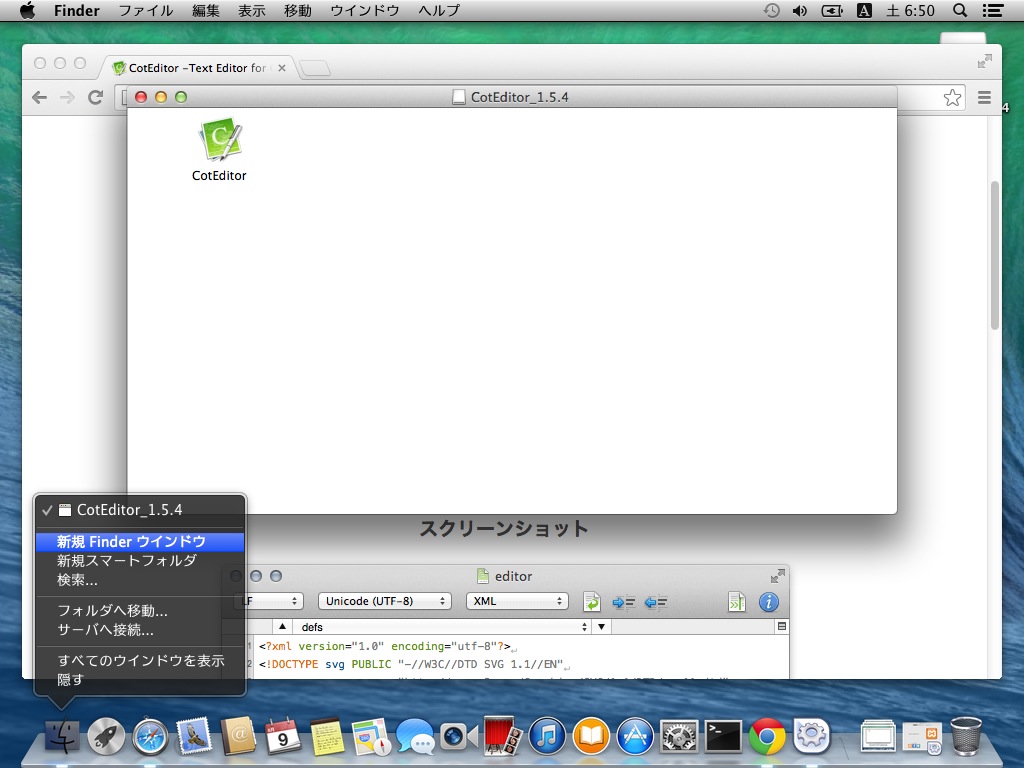 Finder ファイル 編集 表示 移動 ウインドウ ヘルプ
A 土 6:50
CotEditor –Text Editor for
CotEditor_1.5.4
4
CotEditor
スクリーンショット
editor
LF Unicode (UTF-8) XML
defs
1 <?xml version="1.0" encoding="utf-8"?>
2 <!DOCTYPE svg PUBLIC "-//W3C//DTD SVG 1.1//EN"
✓ CotEditor_1.5.4
新規 Finder ウインドウ
新規スマートフォルダ
検索...
フォルダへ移動...
サーバへ接続...
すべてのウインドウを表示
隠す
9